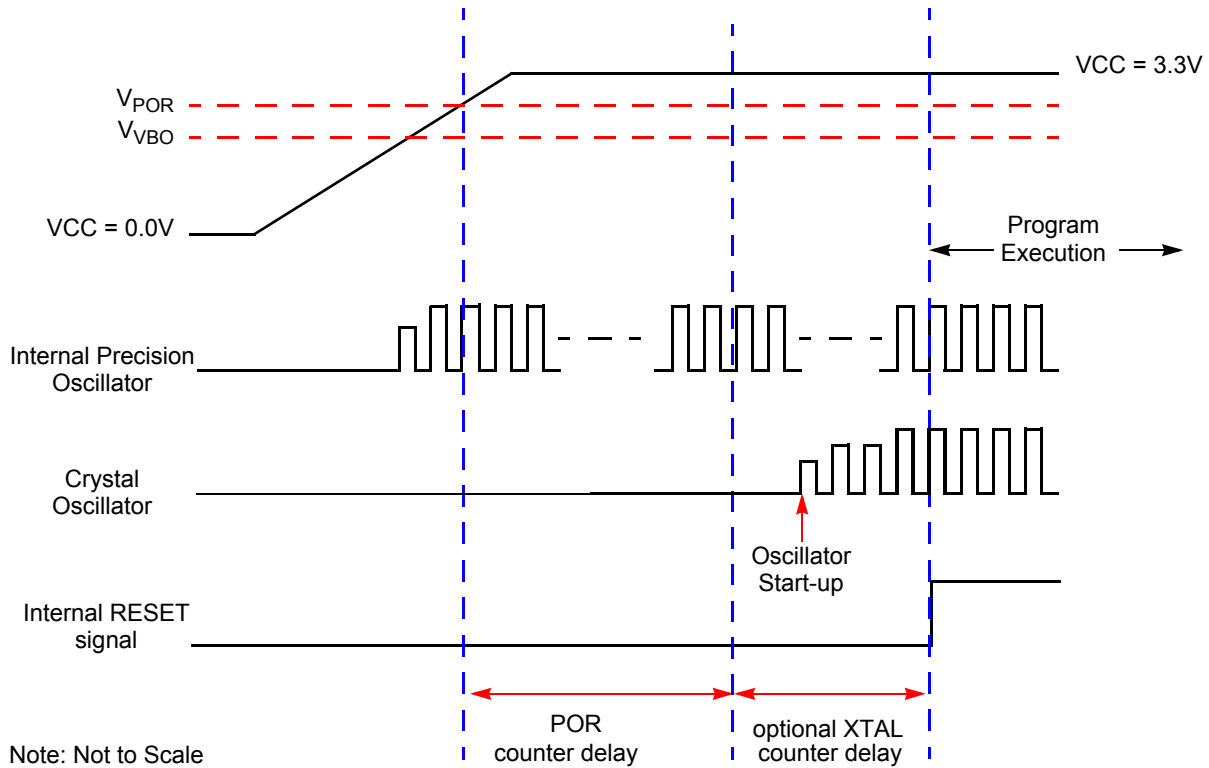 VCC = 3.3V
VPOR
VVBO
VCC = 0.0V
Program
Execution
Internal Precision
Oscillator
Crystal
Oscillator
Oscillator
Start-up
Internal RESET
signal
POR
counter delay
optional XTAL
counter delay
Note: Not to Scale